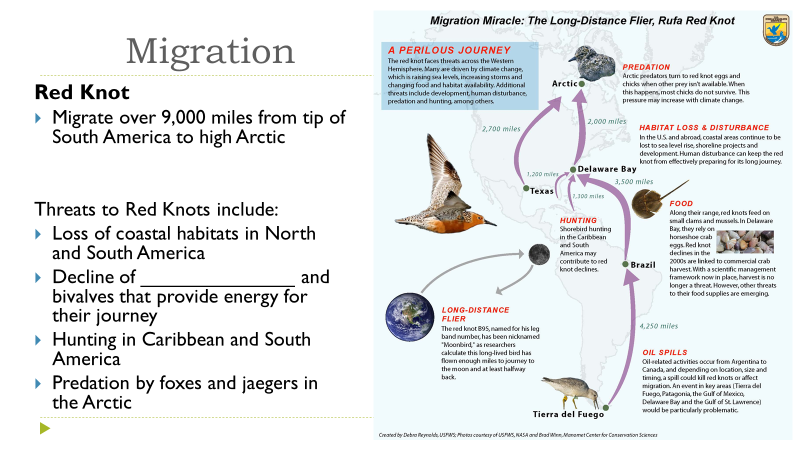 Migration
Red Knot
Migrate over 9,000 miles from tip of
South America to high Arctic
Threats to Red Knots include:
Loss of coastal habitats in North
and South America
Decline of ________________ and
bivalves that provide energy for
their journey
Hunting in Caribbean and South
America
Predation by foxes and jaegers in
the Arctic
Migration Miracle: The Long-Distance Flier, Rufa Red Knot
A PERILOUS JOURNEY
The red knot faces threats across the Western
Hemisphere. Many are driven by climate change,
which is raising sea levels, increasing storms and
changing food and habitat availability. Additional
threats include development, human disturbance,
predation and hunting, among others.
Arctic
PREDATION
Arctic predators turn to red knot eggs and
chicks when other prey isn't available. When
this happens, most chicks do not survive. This
pressure may increase with climate change.
2,700 miles
2,000 miles
HABITAT LOSS & DISTURBANCE
In the U.S. and abroad, coastal areas continue to be
lost to sea level rise, shoreline projects and
development. Human disturbance can keep the red
knot from effectively preparing for its long journey.
Delaware Bay
1,200 miles
Texas
1,300 miles
3,500 miles
FOOD
Along their range, red knots feed on
small clams and mussels. In Delaware
Bay, they rely on
horseshoe crab
eggs. Red knot
declines in the
2000s are linked to commercial crab
harvest. With a scientific management
framework now in place, harvest is no
longer a threat. However, other threats
to their food supplies are emerging.
HUNTING
Shorebird hunting
in the Caribbean
and South
America may
contribute to red
knot declines.
Brazil
LONG-DISTANCE
FLIER
The red knot B95, named for his leg
band number, has been nicknamed
"Moonbird," as researchers
calculate this long-lived bird has
flown enough miles to journey to
the moon and at least halfway
back.
4,250 miles
OIL SPILLS
Oil-related activities occur from Argentina to
Canada, and depending on location, size and
timing, a spill could kill red knots or affect
migration. An event in key areas (Tierra del
Fuego, Patagonia, the Gulf of Mexico,
Delaware Bay and the Gulf of St. Lawrence)
would be particularly problematic.
Tierra del Fuego
Created by Debra Reynolds, USFWS; Photos courtesy of USFWS, NASA and Brad Winn, Manomet Center for Conservation Sciences